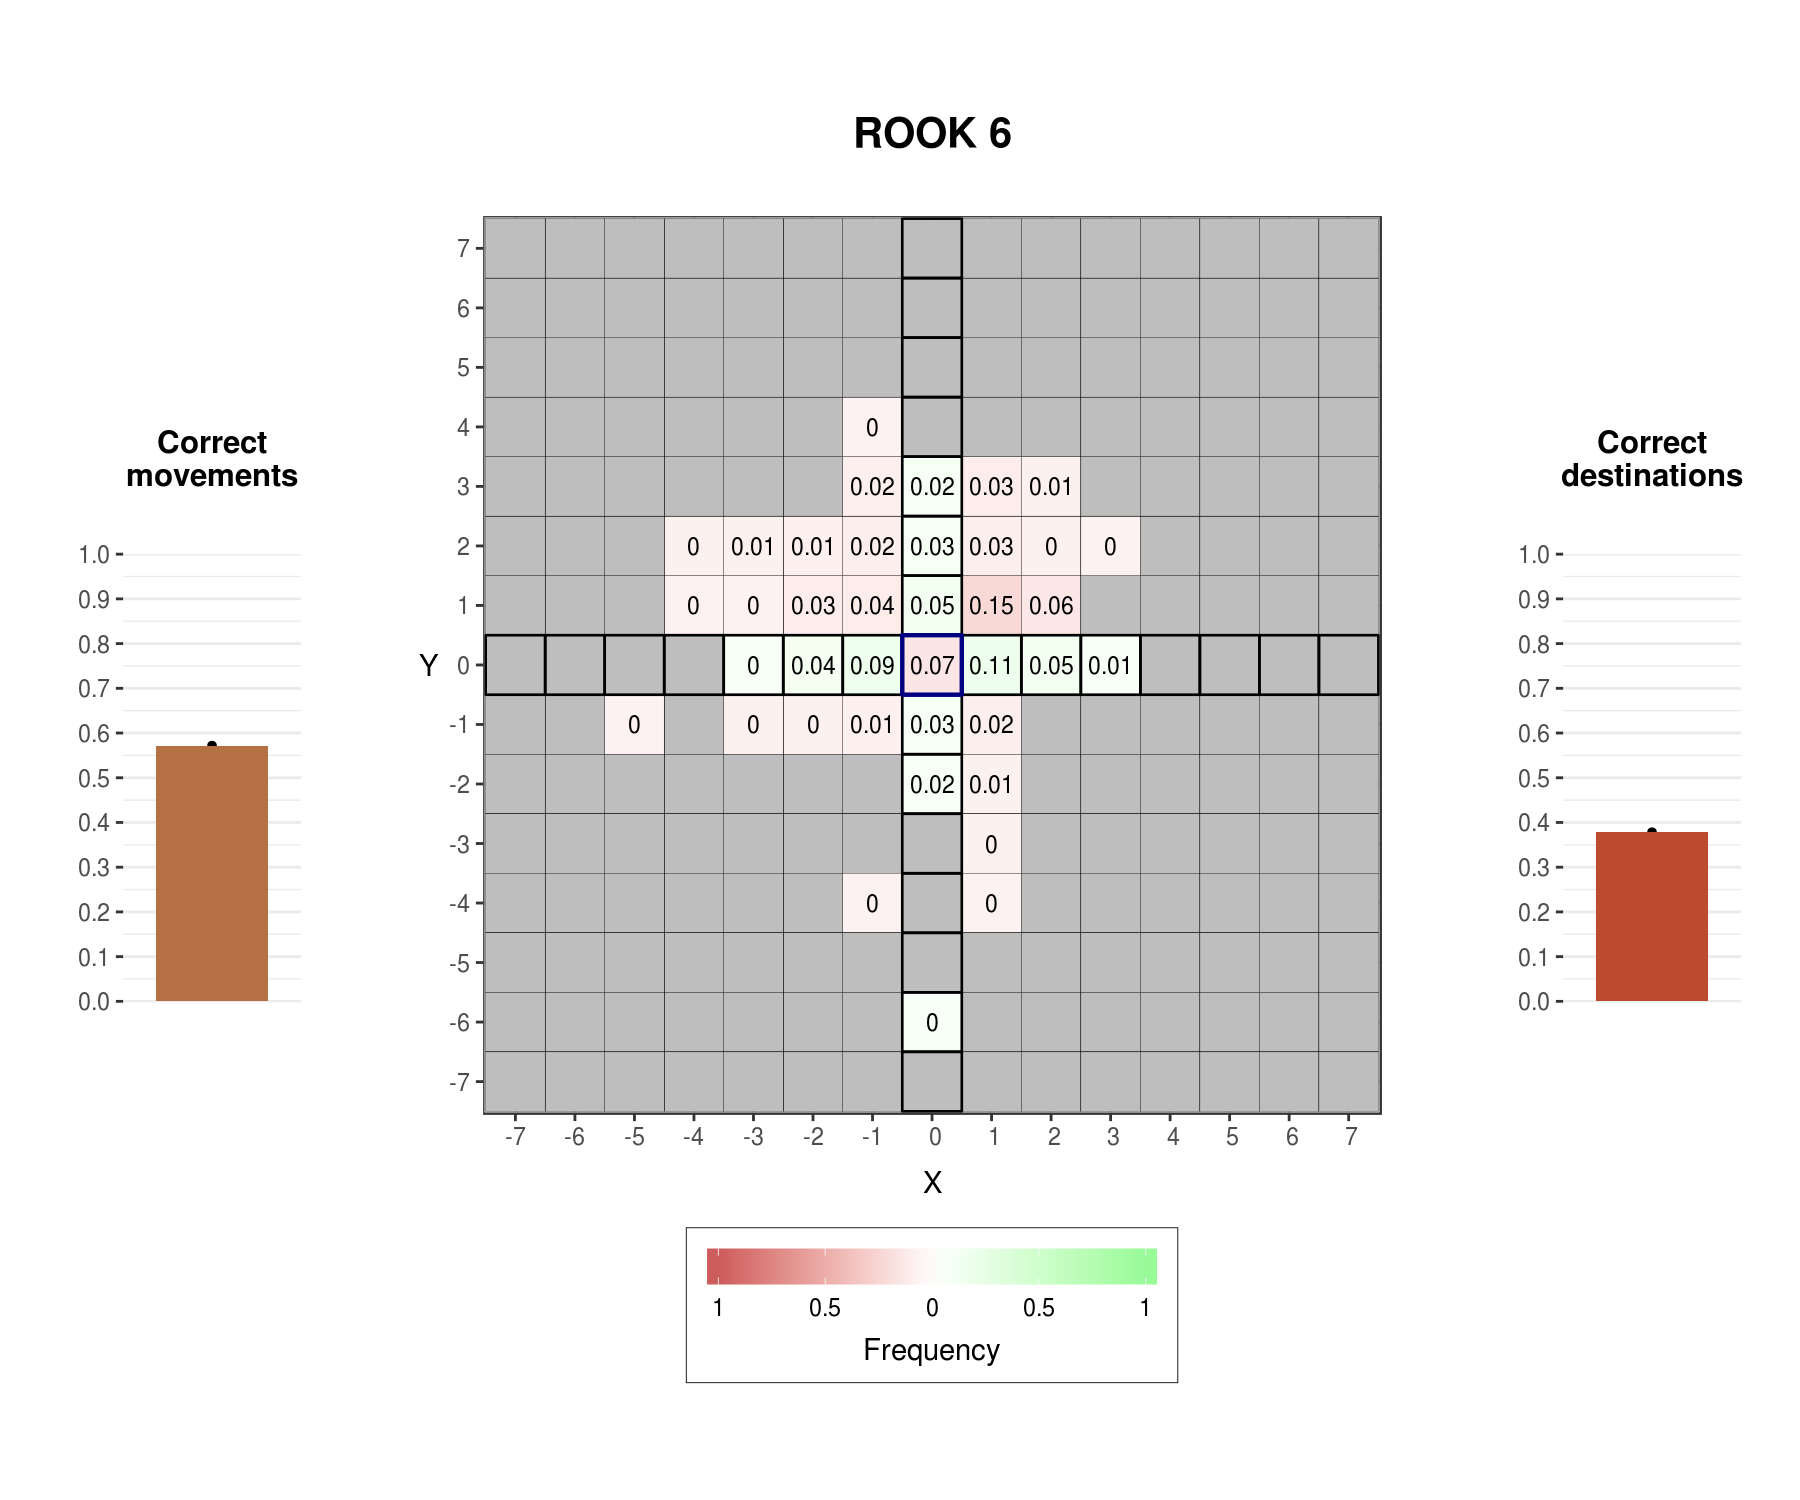 ROOK 6
Correct
movements
1.0
0.9
0.8
0.7
0.6
0.5
0.4
0.3
0.2
0.1
0.0
Y
7
6
5
4 0
3 0.02 0.02 0.03 0.01
2 0 0.01 0.01 0.02 0.03 0.03 0 0
1 0 0 0.03 0.04 0.05 0.15 0.06
0 0 0.04 0.09 0.07 0.11 0.05 0.01
-1 0 0 0 0.01 0.03 0.02
-2 0.02 0.01
-3 0
-4 0 0
-5
-6 0
-7
-7 -6 -5 -4 -3 -2 -1 0 1 2 3 4 5 6 7
X
1 0.5 0 0.5 1
Frequency
Correct
destinations
1.0
0.9
0.8
0.7
0.6
0.5
0.4
0.3
0.2
0.1
0.0